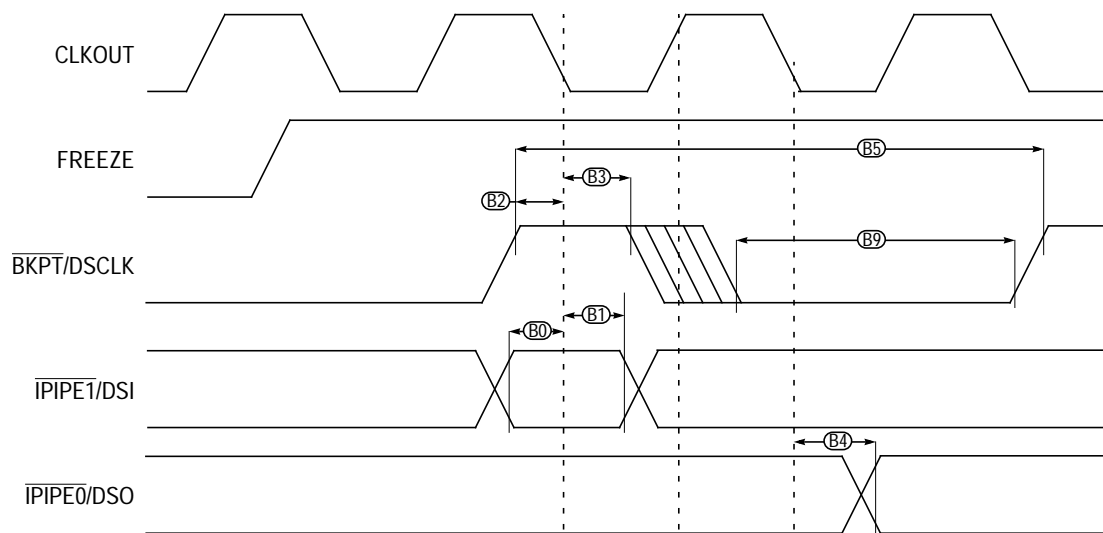 CLKOUT
FREEZE
B5
B3
B2
BKPT/DSCLK
B9
B0
B1
IPIPE1/DSI
B4
IPIPE0/DSO